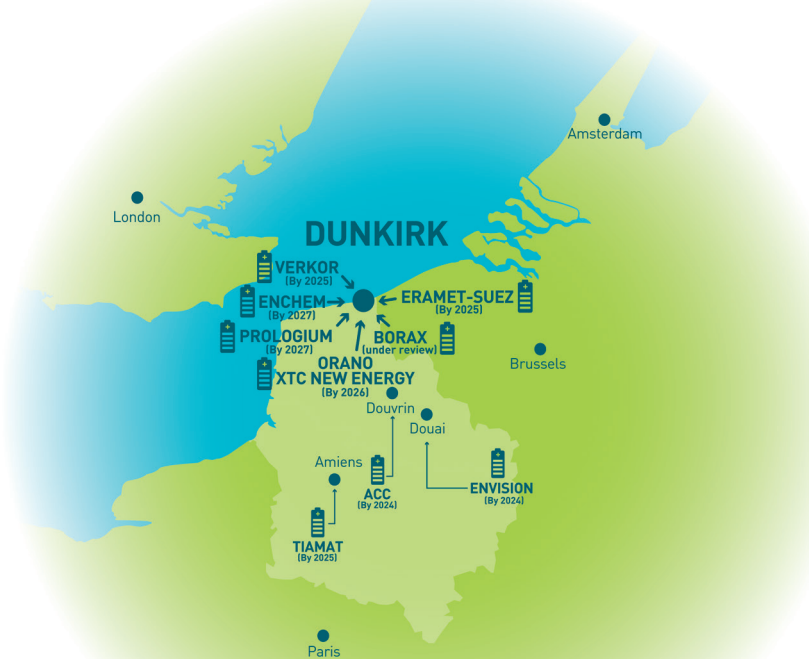 Amsterdam
London
DUNKIRK
VERKOR
(By 2025)
ENCHEM
(By 2027)
ERAMET-SUEZ
(By 2025)
PROLOGIUM
(By 2027)
BORAX
(under review)
ORANO
XTC NEW ENERGY
(By 2026)
Brussels
Douvrin
Douai
Amiens
ACC
(By 2024)
ENVISION
(By 2024)
TIAMAT
(By 2025)
Paris